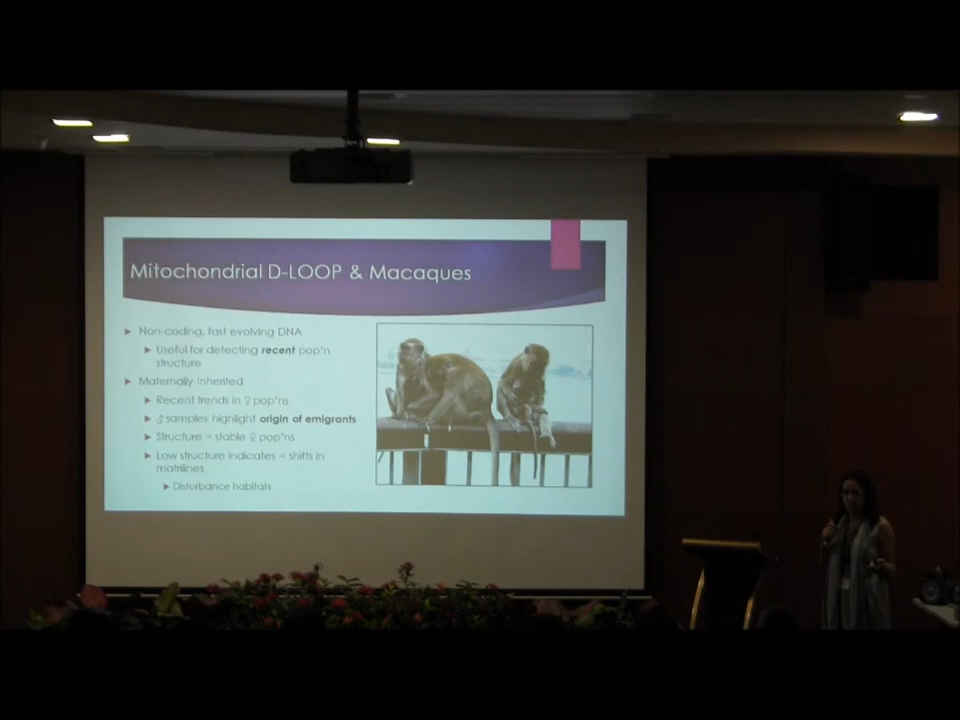 Mitochondrial D-LOOP & Macaques
Non-coding, fast evolving DNA
Useful for detecting recent pop'n
structure
Maternally Inherited
Recent trends in ♀ pop'ns
♂ samples highlight origin of emigrants
Structure = stable ♀ pop'ns
Low structure indicates = shifts in
matrilines
Disturbance habitats